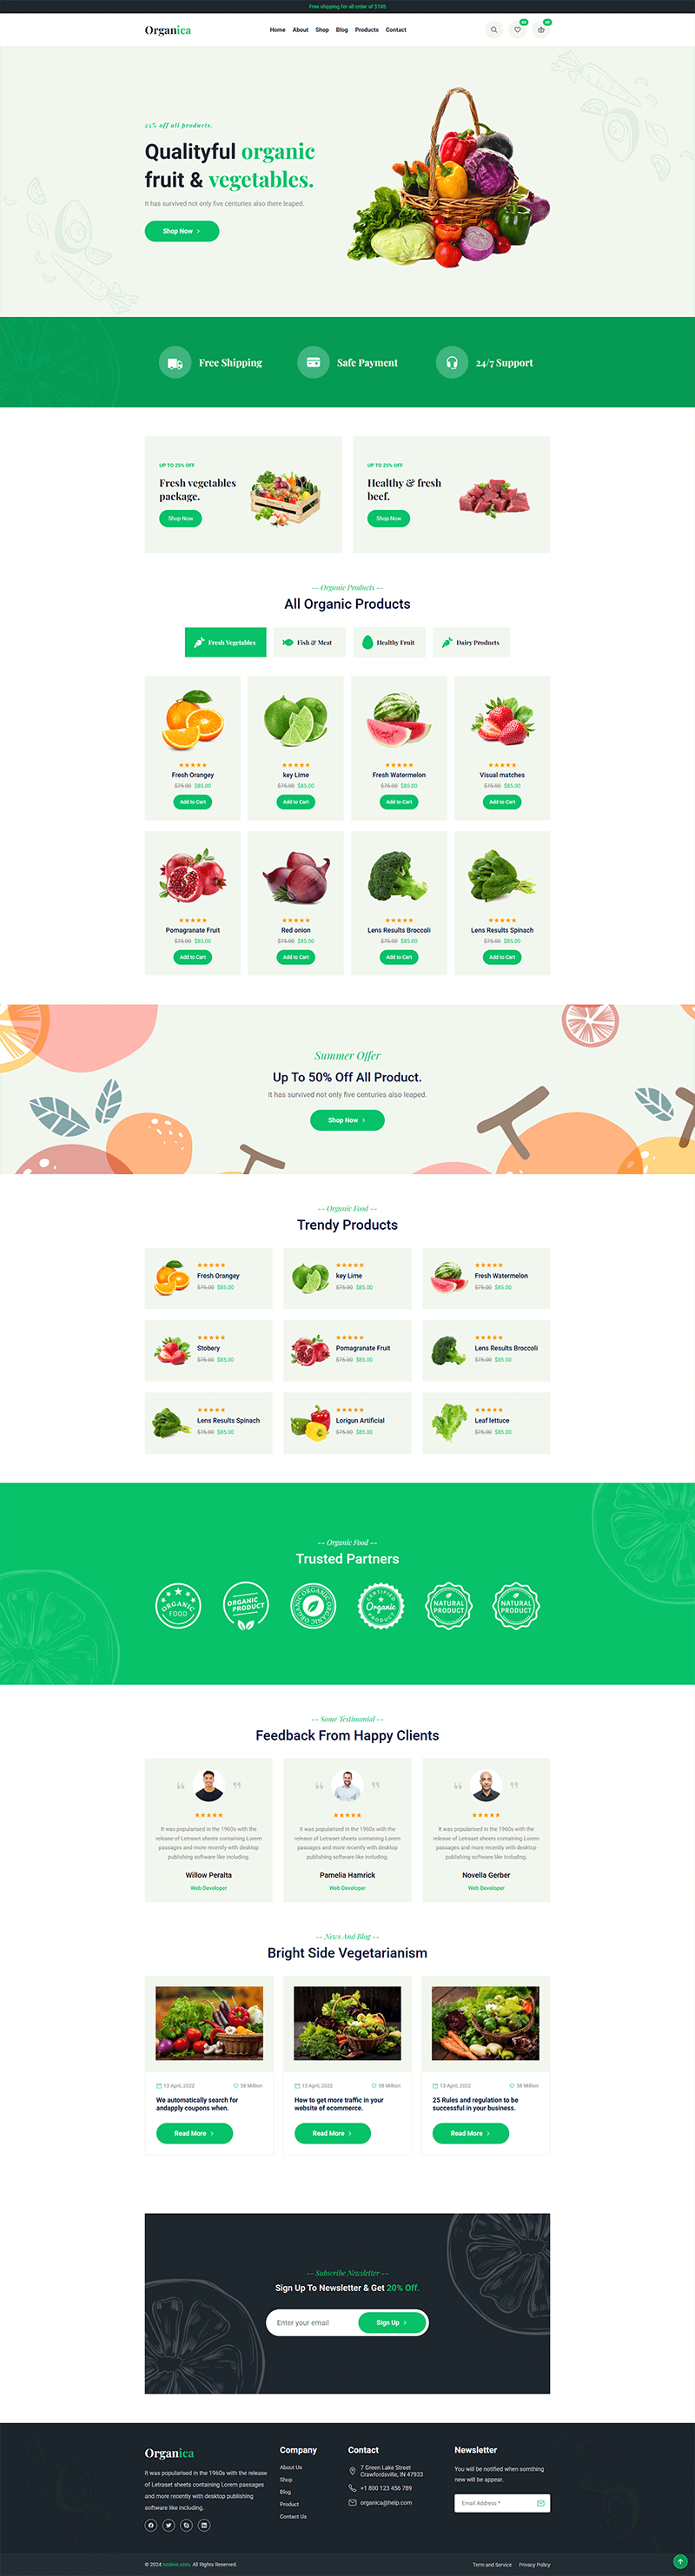 Free shipping for all order of $105
Organica
Home About Shop Blog Products Contact
25% off all products.
Qualityful organic
fruit & vegetables.
It has survived not only five centuries also there leaped.
Shop Now
Free Shipping
Safe Payment
24/7 Support
UP TO 25% OFF
Fresh vegetables
package.
Shop Now
UP TO 25% OFF
Healthy & fresh
beef.
Shop Now
-- Organic Products --
All Organic Products
Fresh Vegetables
Fish & Meat
Healthy Fruit
Dairy Products
Fresh Orangey
$75.00 $85.00
Add to Cart
key Lime
$75.00 $85.00
Add to Cart
Fresh Watermelon
$75.00 $85.00
Add to Cart
Visual matches
$75.00 $85.00
Add to Cart
Pomagranate Fruit
$75.00 $85.00
Add to Cart
Red onion
$75.00 $85.00
Add to Cart
Lens Results Broccoli
$75.00 $85.00
Add to Cart
Lens Results Spinach
$75.00 $85.00
Add to Cart
Summer Offer
Up To 50% Off All Product.
It has survived not only five centuries also leaped.
Shop Now
-- Organic Food --
Trendy Products
Fresh Orangey
$75.00 $85.00
key Lime
$75.00 $85.00
Fresh Watermelon
$75.00 $85.00
Stobery
$75.00 $85.00
Pomagranate Fruit
$75.00 $85.00
Lens Results Broccoli
$75.00 $85.00
Lens Results Spinach
$75.00 $85.00
Lorigun Artificial
$75.00 $85.00
Leaf lettuce
$75.00 $85.00
-- Organic Food --
Trusted Partners
ORGANIC
FOOD
ORGANIC
PRODUCT
ORGANIC ORGANIC ORGANIC
CERTIFIED
Organic
PRODUCT
NATURAL
PRODUCT
NATURAL
PRODUCT
-- Some Testimonial --
Feedback From Happy Clients
It was popularised in the 1960s with the
release of Letraset sheets containing Lorem
passages and more recently with desktop
publishing software like including.
Willow Peralta
Web Developer
It was popularised in the 1960s with the
release of Letraset sheets containing Lorem
passages and more recently with desktop
publishing software like including.
Pamelia Hamrick
Web Developer
It was popularised in the 1960s with the
release of Letraset sheets containing Lorem
passages and more recently with desktop
publishing software like including.
Novella Gerber
Web Developer
-- News And Blog --
Bright Side Vegetarianism
13 April, 2022 58 Million
We automatically search for
andapply coupons when.
Read More
13 April, 2022 58 Million
How to get more traffic in your
website of ecommerce.
Read More
13 April, 2022 58 Million
25 Rules and regulation to be
successful in your business.
Read More
-- Subscribe Newsletter --
Sign Up To Newsletter & Get 20% Off.
Enter your email
Sign Up
Organica
It was popularised in the 1960s with the release
of Letraset sheets containing Lorem passages
and more recently with desktop publishing
software like including.
Company
About Us
Shop
Blog
Product
Contact Us
Contact
7 Green Lake Street
Crawfordsville, IN 47933
+1 800 123 456 789
organica@help.com
Newsletter
You will be notified when somthing
new will be appear.
Email Address *
© 2024 All Rights Reserved.
Term and Service Privacy Policy